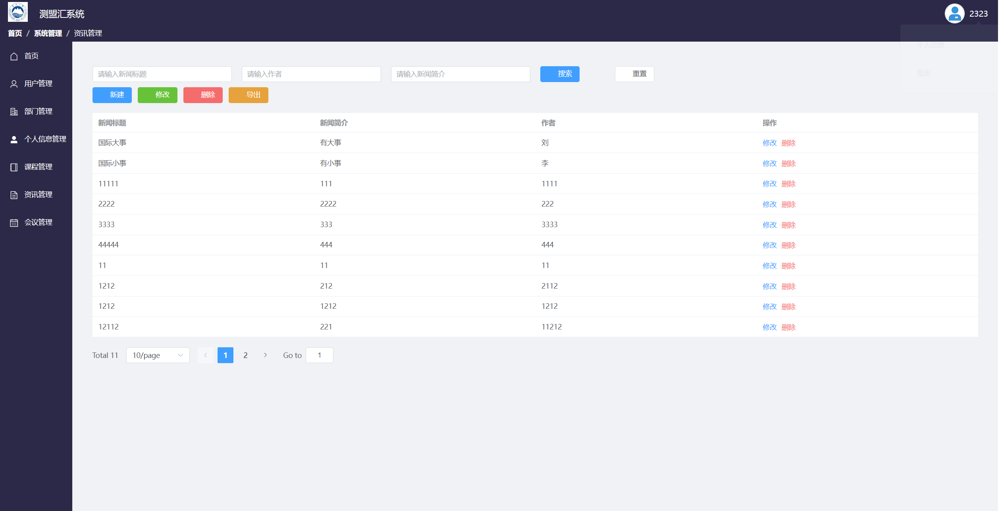 测盟汇系统
2323
首页 / 系统管理 / 资讯管理
个人信息
登出
首页
用户管理
部门管理
个人信息管理
课程管理
资讯管理
会议管理
请输入新闻标题 请输入作者 请输入新闻简介 搜索 重置
新建 修改 删除 导出
新闻标题 新闻简介 作者 操作
国际大事 有大事 刘 修改 删除
国际小事 有小事 李 修改 删除
11111 111 1111 修改 删除
2222 2222 222 修改 删除
3333 333 3333 修改 删除
44444 444 444 修改 删除
11 11 11 修改 删除
1212 212 2112 修改 删除
1212 1212 1212 修改 删除
12112 221 11212 修改 删除
Total 11 10/page 1 2 Go to 1